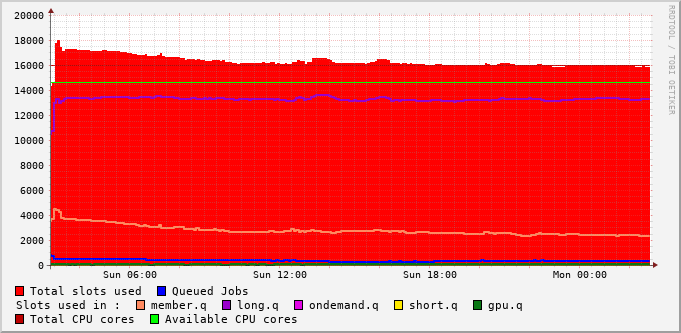 20000
18000
16000
14000
12000
10000
8000
6000
4000
2000
0
Sun 06:00 Sun 12:00 Sun 18:00 Mon 00:00
RRDTOOL / TOBI OETIKER
Total slots used Queued Jobs
Slots used in : member.q long.q ondemand.q short.q gpu.q
Total CPU cores Available CPU cores